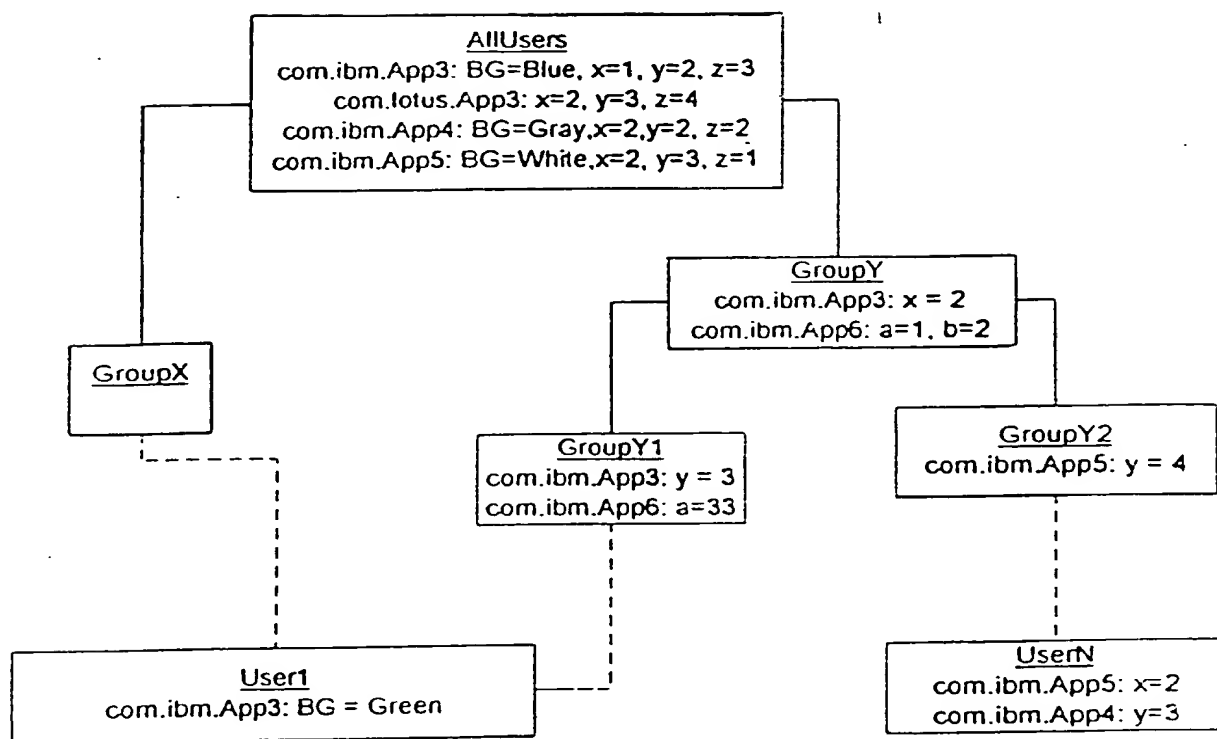 AllUsers
com.ibm.App3: BG=Blue, x=1, y=2, z=3
com.lotus.App3: x=2, y=3, z=4
com.ibm.App4: BG=Gray,x=2,y=2, z=2
com.ibm.App5: BG=White,x=2, y=3, z=1
GroupY
com.ibm.App3: x = 2
com.ibm.App6: a=1, b=2
GroupX
GroupY1
com.ibm.App3: y = 3
com.ibm.App6: a=33
GroupY2
com.ibm.App5: y = 4
User1
com.ibm.App3: BG = Green
UserN
com.ibm.App5: x=2
com.ibm.App4: y=3